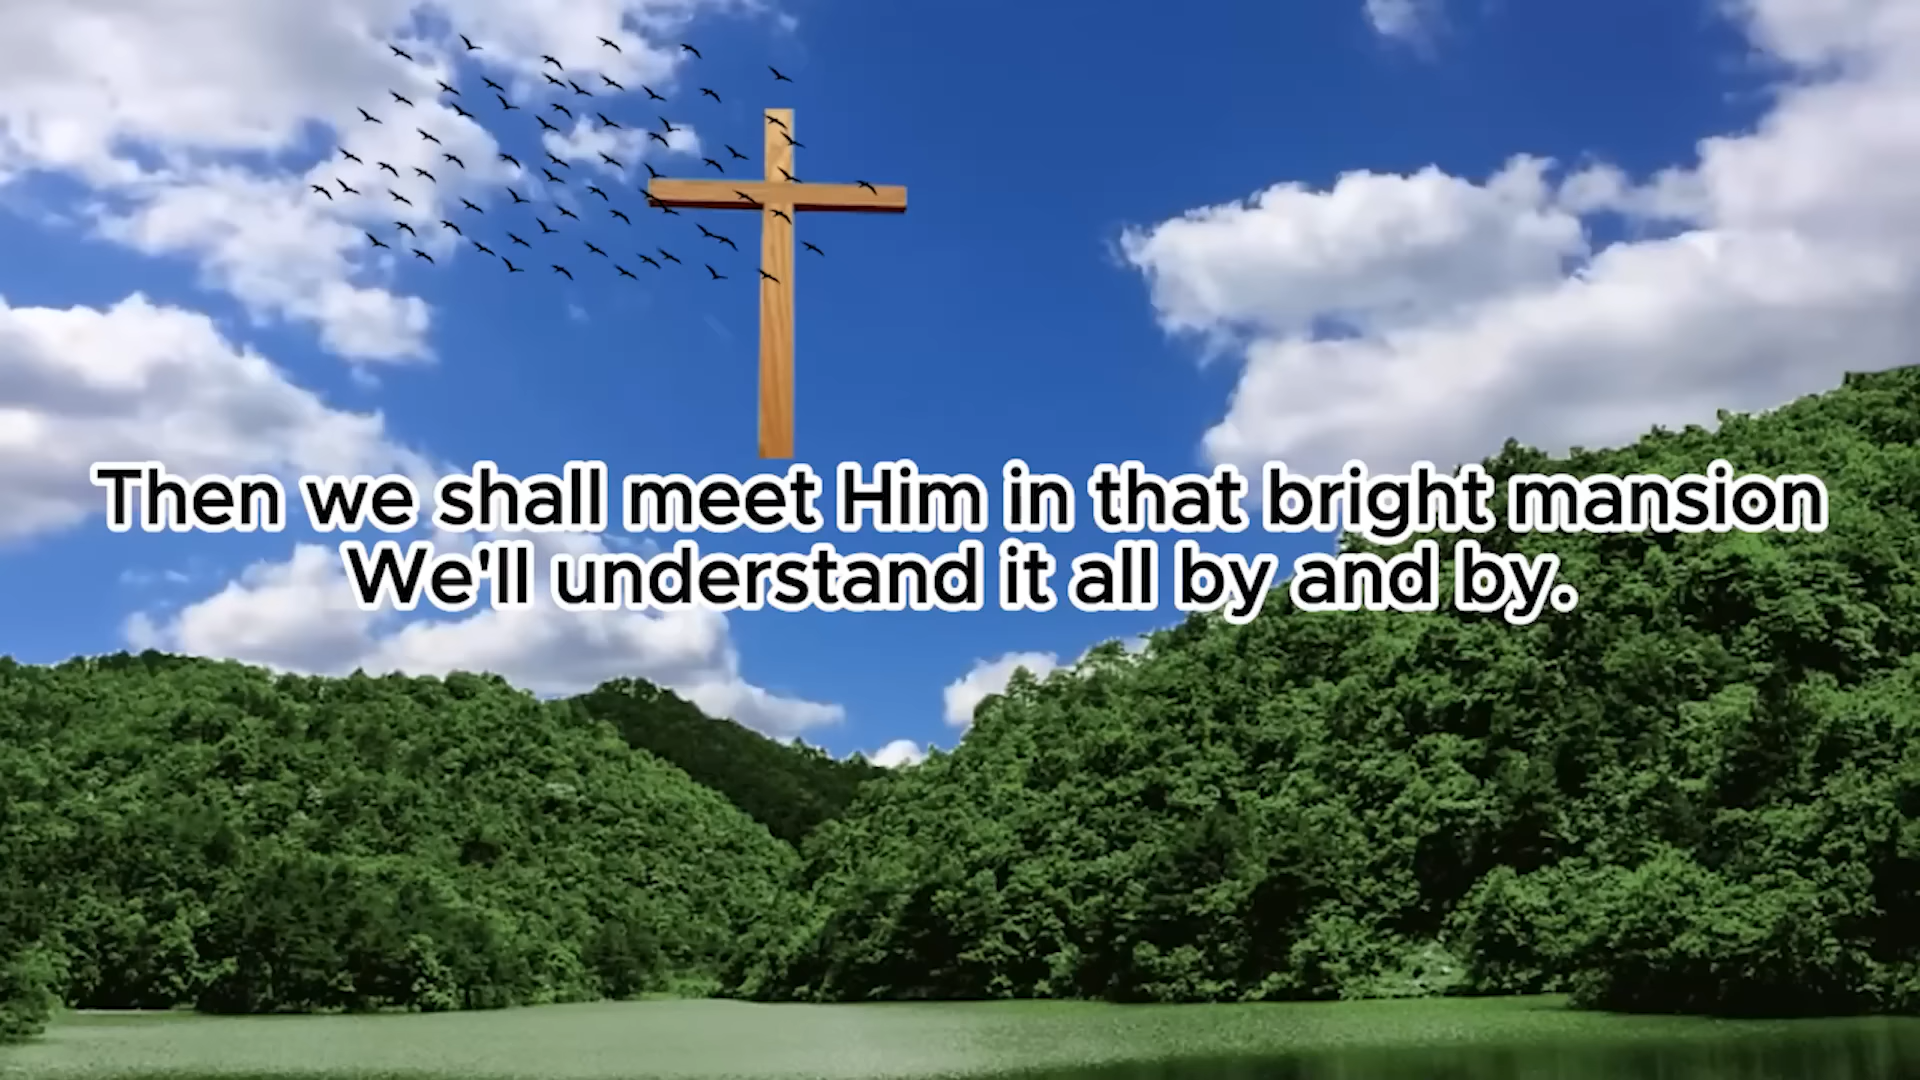 Then we shall meet Him in that bright mansion
We'll understand it all by and by.